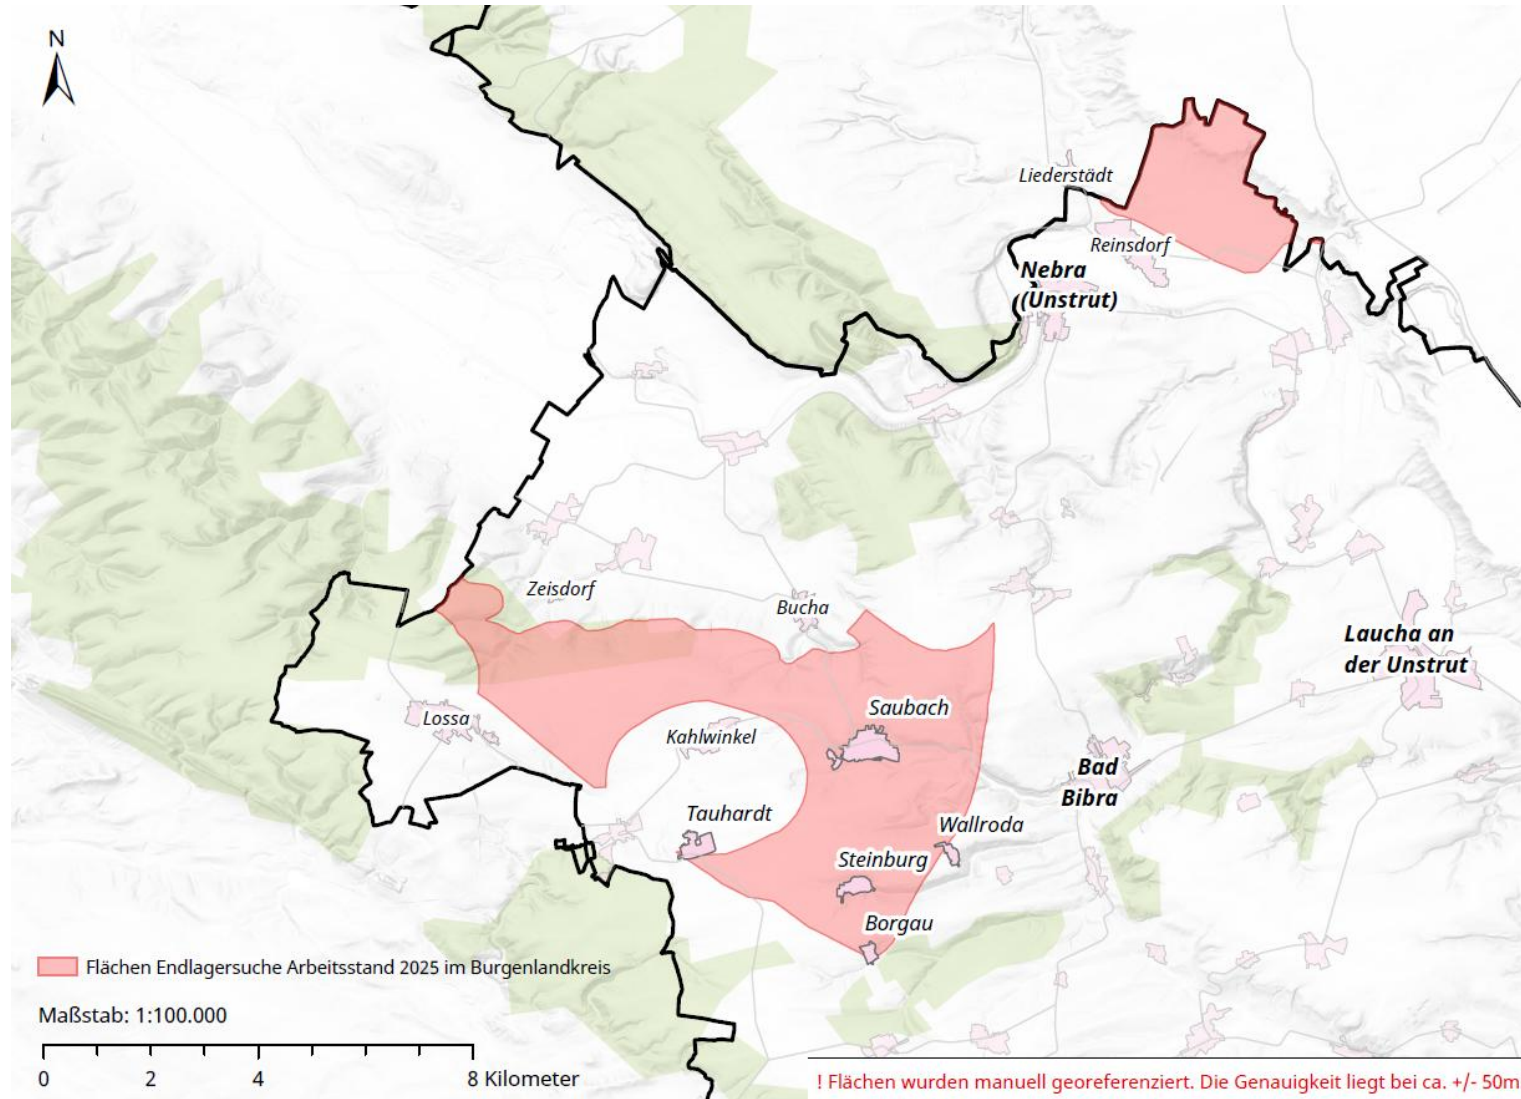 N
Liederstädt
Reinsdorf
Nebra
(Unstrut)
Zeisdorf
Bucha
Laucha an
der Unstrut
Saubach
Lossa
Kahlwinkel
Bad
Bibra
Tauhardt
Wallroda
Steinburg
Borgau
Flächen Endlagersuche Arbeitsstand 2025 im Burgenlandkreis
Maßstab: 1:100.000
0 2 4 8 Kilometer
! Flächen wurden manuell georeferenziert. Die Genauigkeit liegt bei ca. +/- 50m